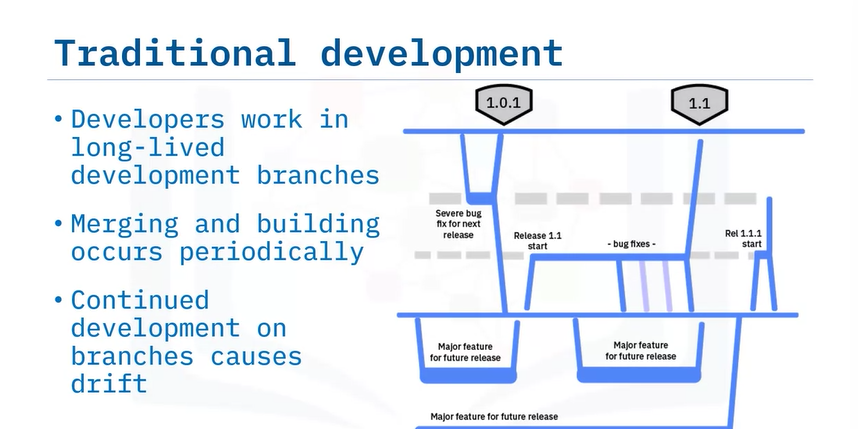 Traditional development
• Developers work in
long-lived
development branches
• Merging and building
occurs periodically
• Continued
development on
branches causes
drift
1.0.1
1.1
Severe bug
fix for next
release
Release 1.1
start
- bug fixes -
Rel 1.1.1
start
Major feature
for future release
Major feature
for future release
Major feature for future release